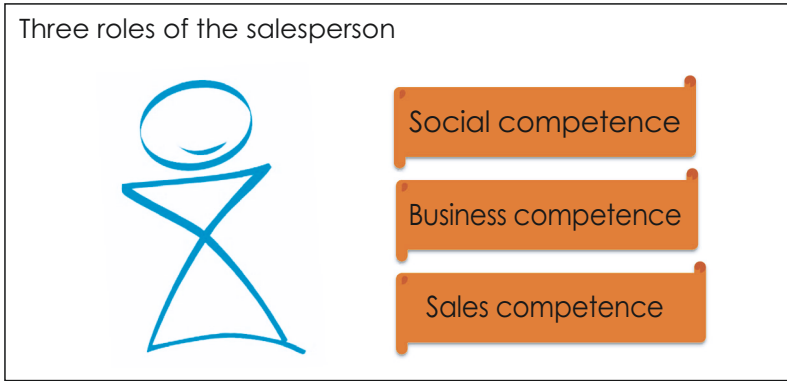 Three roles of the salesperson
Social competence
Business competence
Sales competence